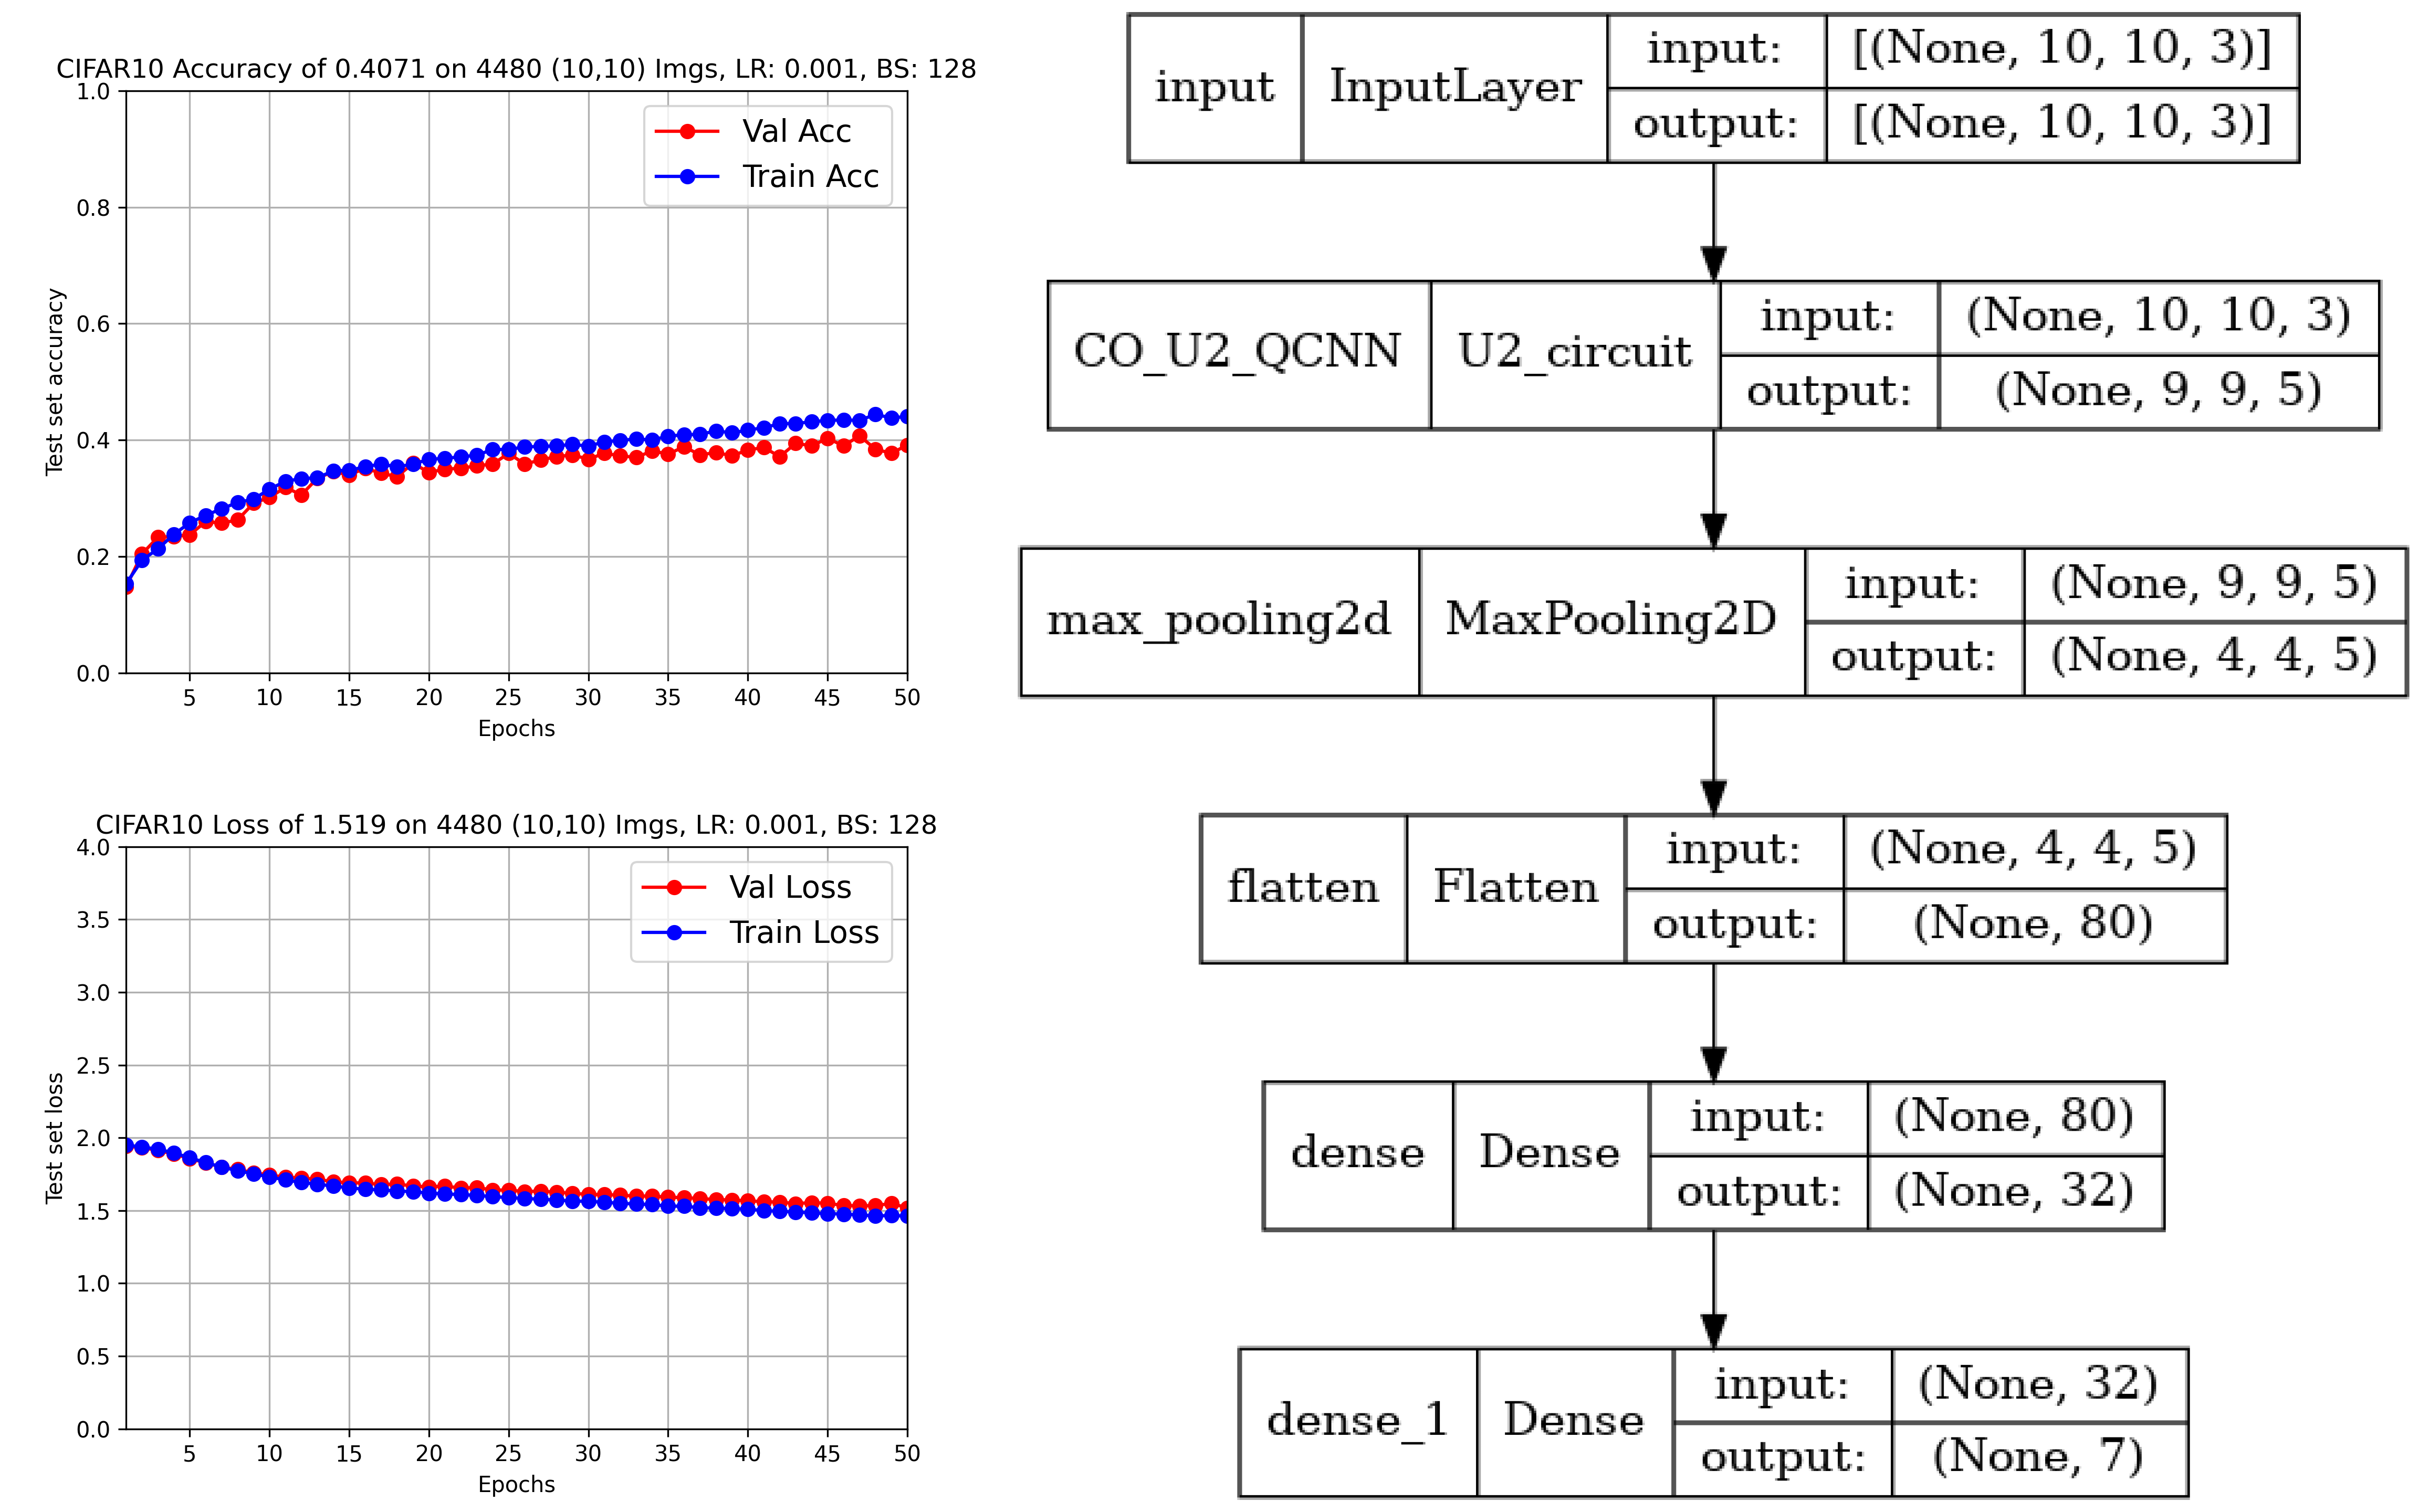 CIFAR10 Accuracy of 0.4071 on 4480 (10,10) Imgs, LR: 0.001, BS: 128
1.0
0.8
0.6
0.4
0.2
0.0
Test set accuracy
Val Acc
Train Acc
5 10 15 20 25 30 35 40 45 50
Epochs
CIFAR10 Loss of 1.519 on 4480 (10,10) Imgs, LR: 0.001, BS: 128
4.0
3.5
3.0
2.5
2.0
1.5
1.0
0.5
0.0
Test set loss
Val Loss
Train Loss
5 10 15 20 25 30 35 40 45 50
Epochs
input InputLayer
input: [(None, 10, 10, 3)]
output: [(None, 10, 10, 3)]
CO_U2_QCNN U2_circuit
input: (None, 10, 10, 3)
output: (None, 9, 9, 5)
max_pooling2d MaxPooling2D
input: (None, 9, 9, 5)
output: (None, 4, 4, 5)
flatten Flatten
input: (None, 4, 4, 5)
output: (None, 80)
dense Dense
input: (None, 80)
output: (None, 32)
dense_1 Dense
input: (None, 32)
output: (None, 7)